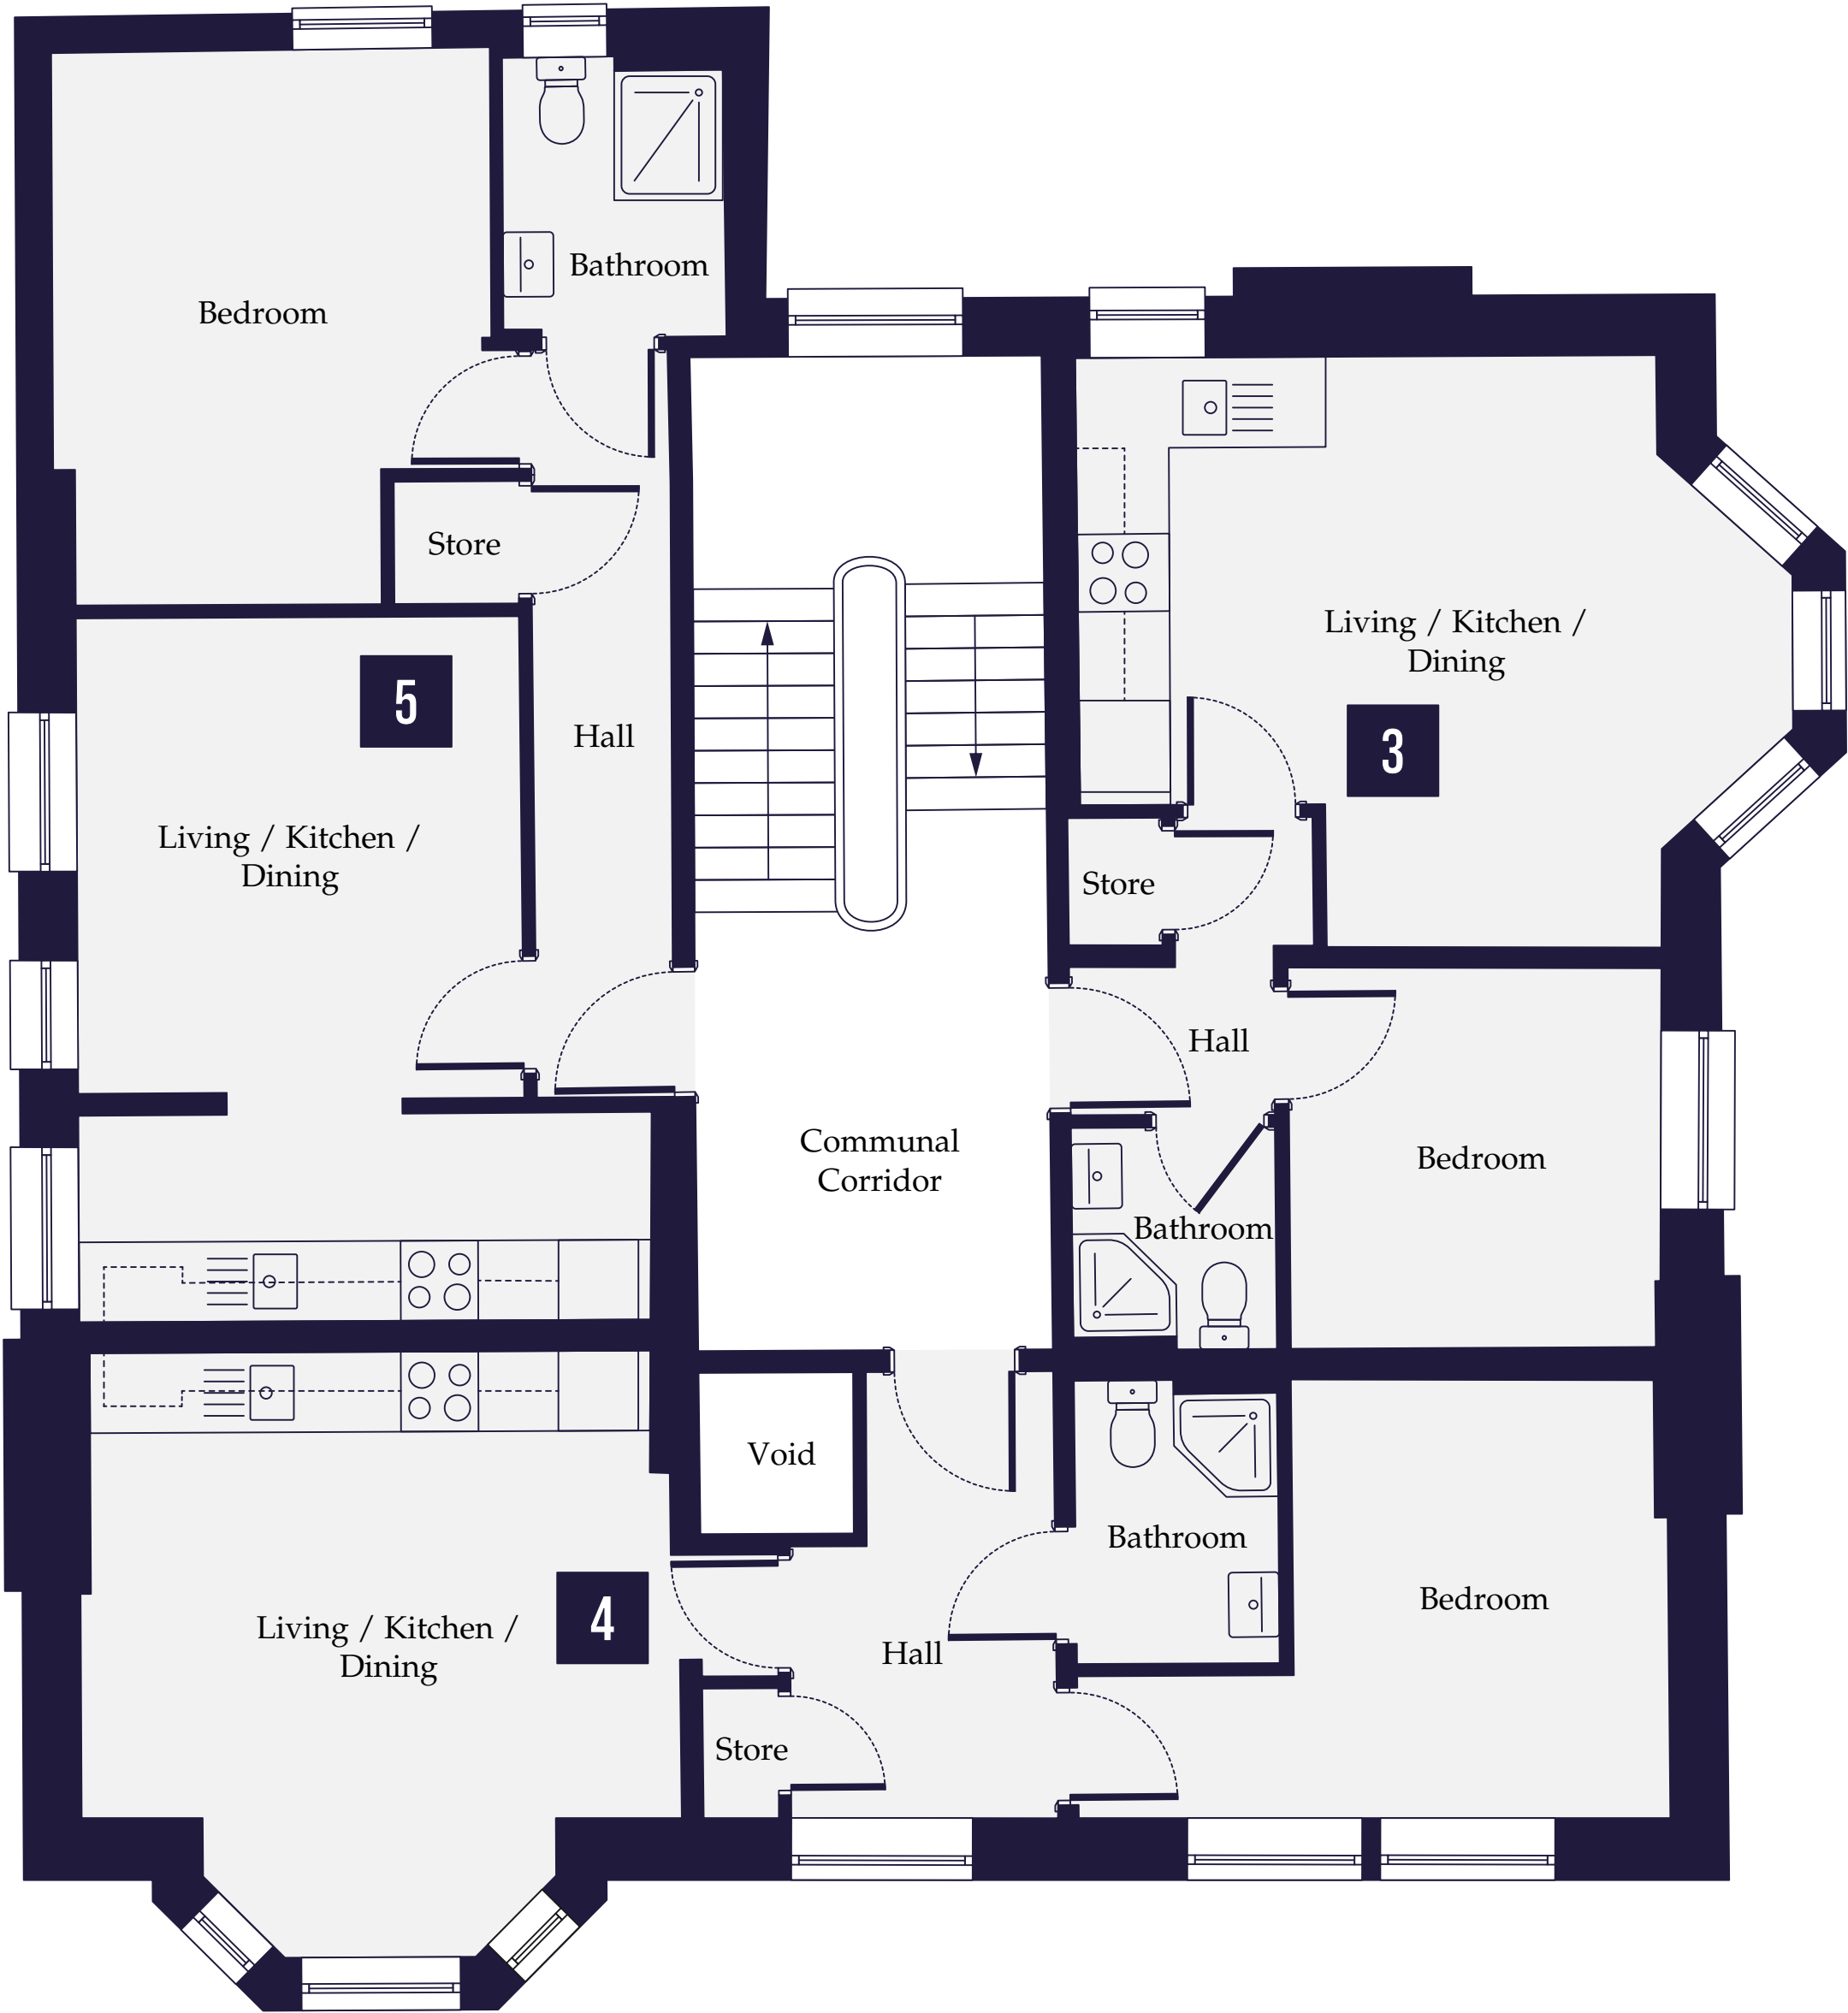 Bathroom
Bedroom
Store
5
Hall
Living / Kitchen /
Dining
Living / Kitchen /
Dining
3
Store
Hall
Communal
Corridor
Bedroom
Bathroom
Void
Bathroom
Bedroom
4
Living / Kitchen /
Dining
Hall
Store